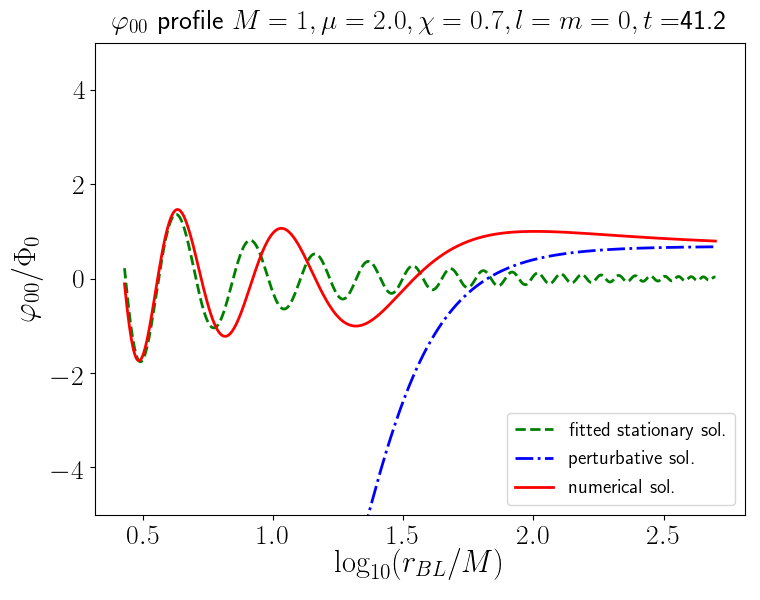 φ₀₀ profile M = 1, μ = 2.0, χ = 0.7, l = m = 0, t =41.2
φ₀₀/Φ₀
4
2
0
−2
−4
fitted stationary sol.
perturbative sol.
numerical sol.
0.5 1.0 1.5 2.0 2.5
log₁₀(r_BL/M)